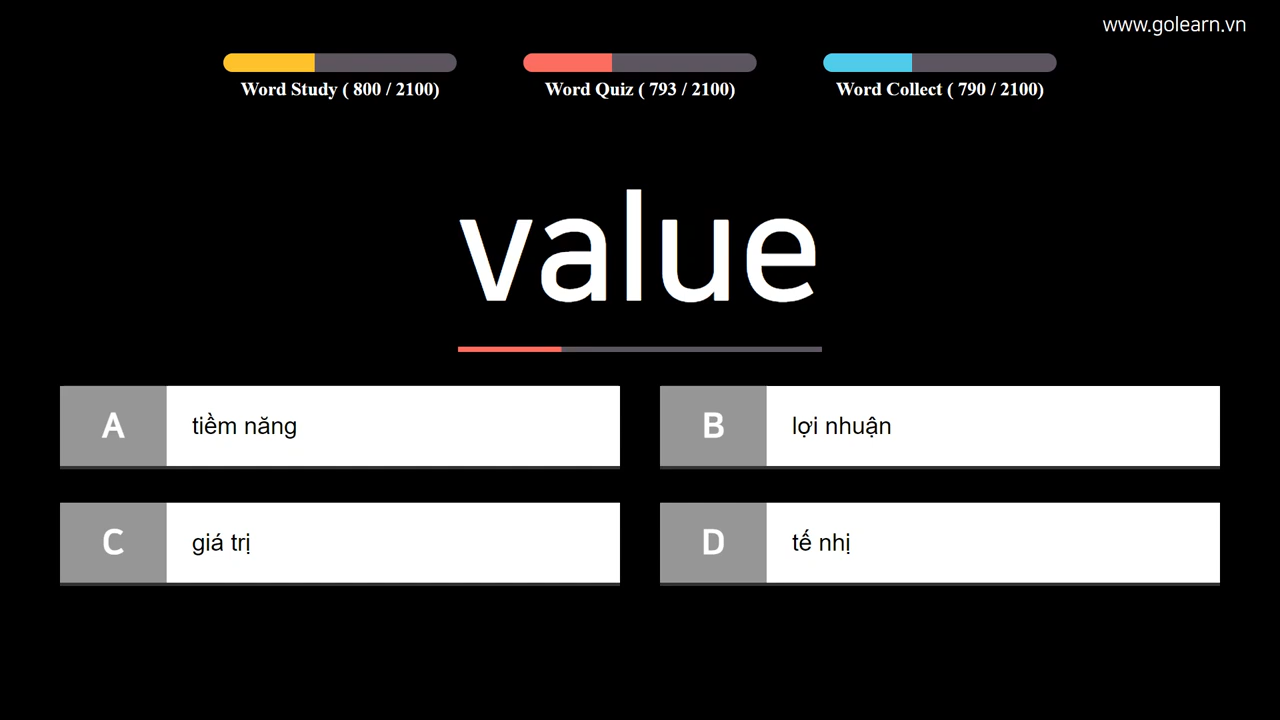 www.golearn.vn
Word Study ( 800 / 2100)
Word Quiz ( 793 / 2100)
Word Collect ( 790 / 2100)
value
A tiềm năng
B lợi nhuận
C giá trị
D tế nhị